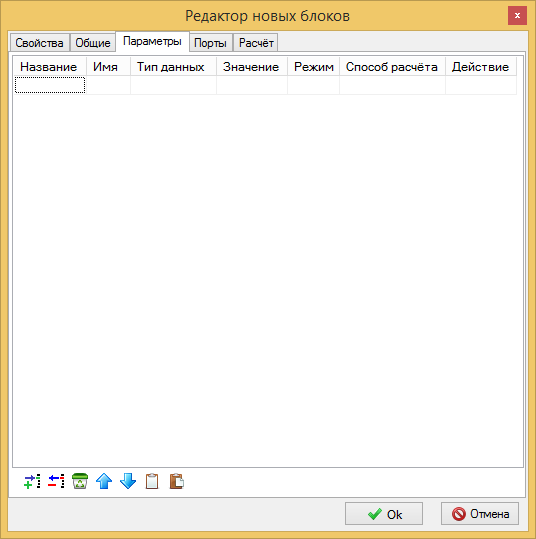 Редактор новых блоков
x
Свойства Общие Параметры Порты Расчёт
Название Имя Тип данных Значение Режим Способ расчёта Действие
Ok Отмена